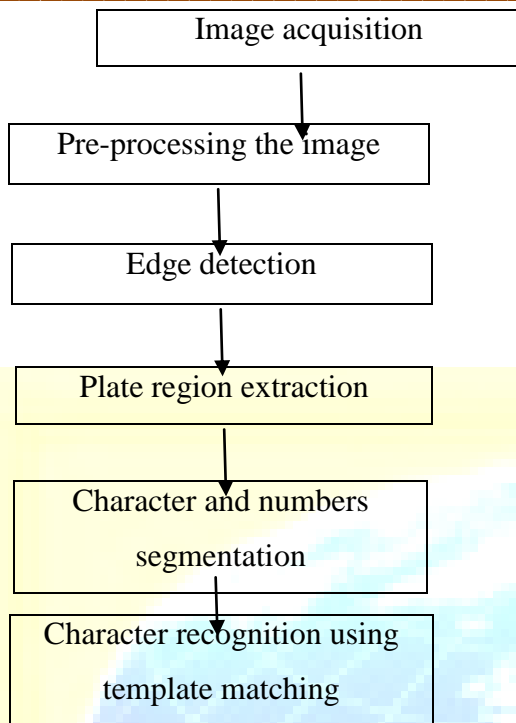 Image acquisition
Pre-processing the image
Edge detection
Plate region extraction
Character and numbers
segmentation
Character recognition using
template matching